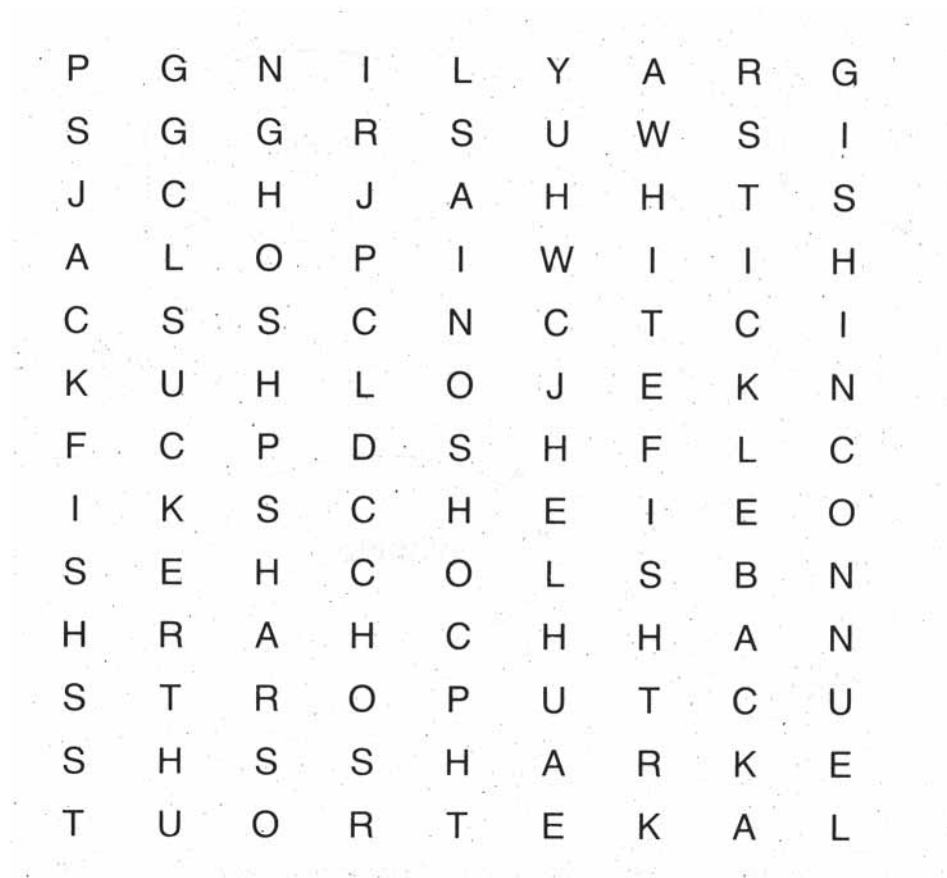 P G N I L Y A R G
S G G R S U W S I
J C H J A H H T S
A L O P I W I I H
C S S C N C T C I
K U H L O J E K N
F C P D S H F L C
I K S C H E I E O
S E H C O L S B N
H R A H C H H A N
S T R O P U T C U
S H S S H A R K E
T U O R T E K A L